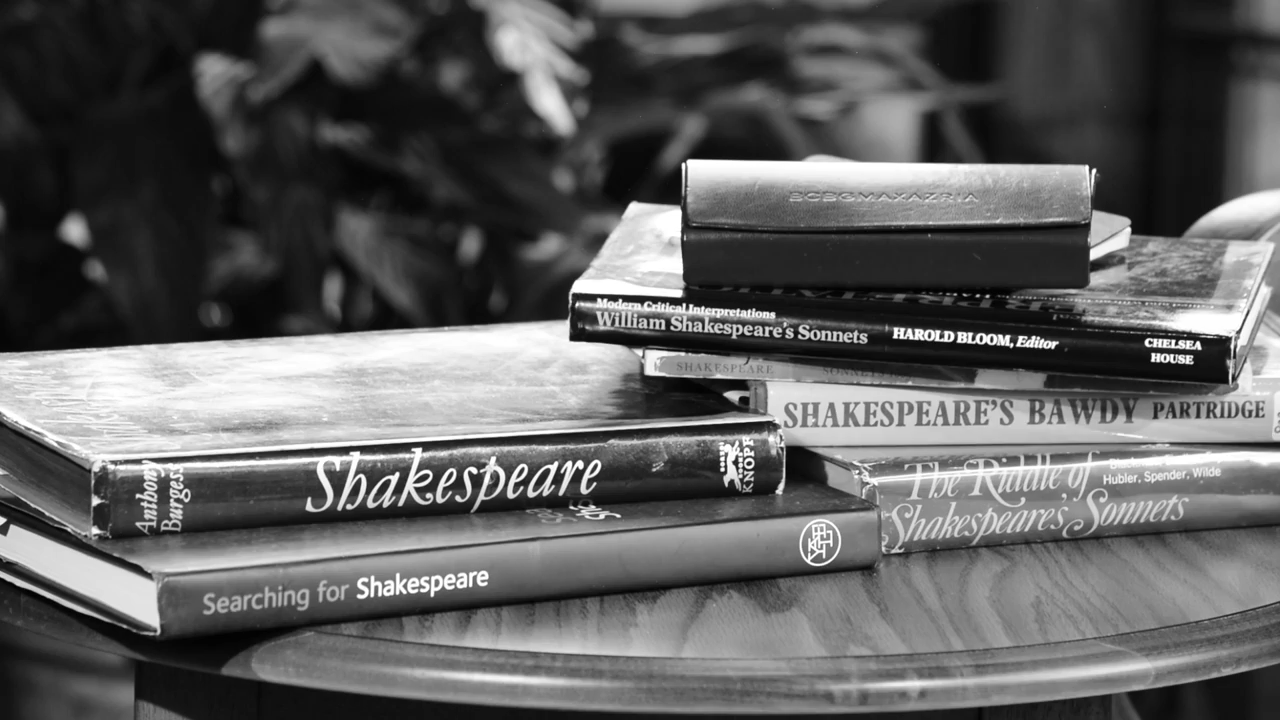 BCBGMAXAZRIA
Modern Critical Interpretations
William Shakespeare's Sonnets
HAROLD BLOOM, Editor
CHELSEA
HOUSE
SHAKESPEARE
SONNETS
SHAKESPEARE'S BAWDY PARTRIDGE
The Riddle of
Shakespeare's Sonnets
Hubler, Spender, Wilde
Anthony
Burgess
Shakespeare
KNOPF
Searching for Shakespeare